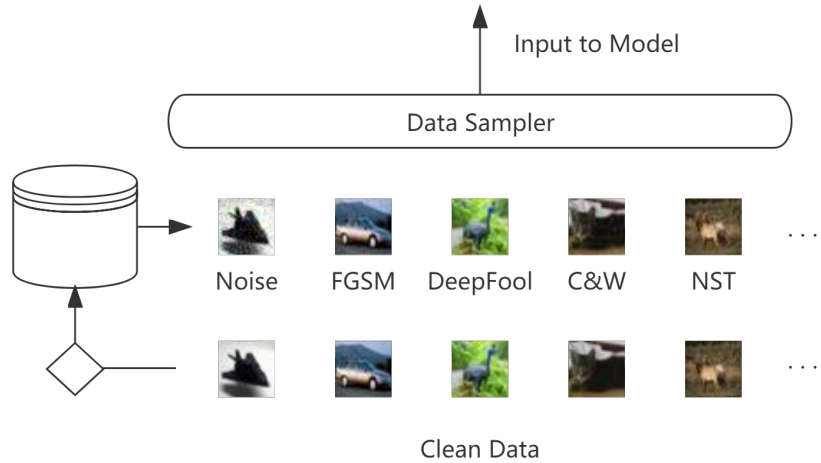 Input to Model
Data Sampler
Noise FGSM DeepFool C&W NST ...
...
Clean Data